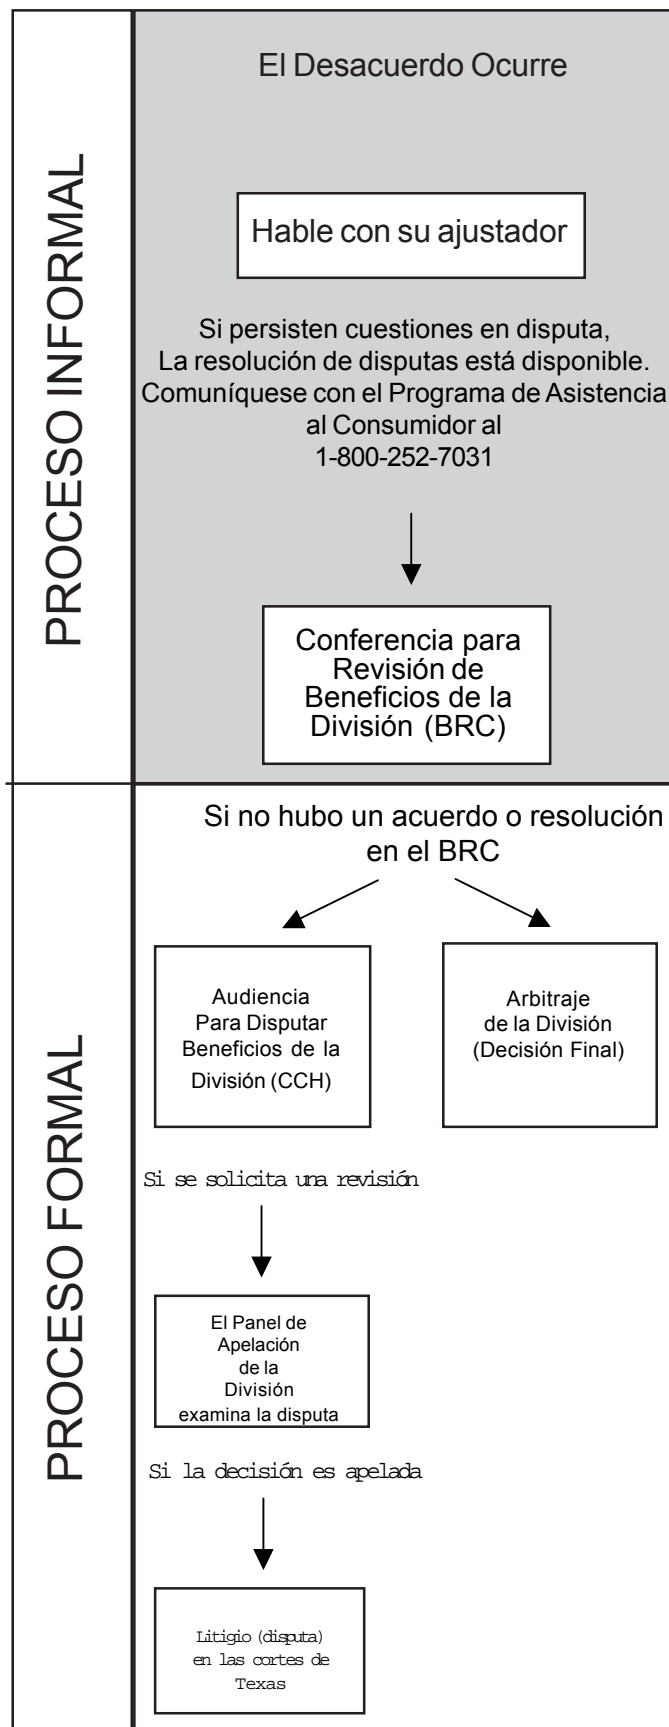 PROCESO INFORMAL
El Desacuerdo Ocurre
Hable con su ajustador
Si persisten cuestiones en disputa,
La resolución de disputas está disponible.
Comuníquese con el Programa de Asistencia
al Consumidor al
1-800-252-7031
Conferencia para
Revisión de
Beneficios de la
División (BRC)
PROCESO FORMAL
Si no hubo un acuerdo o resolución
en el BRC
Audiencia
Para Disputar
Beneficios de la
División (CCH)
Arbitraje
de la División
(Decisión Final)
Si se solicita una revisión
El Panel de
Apelación
de la
División
examina la disputa
Si la decisión es apelada
Litigio (disputa)
en las cortes de
Texas